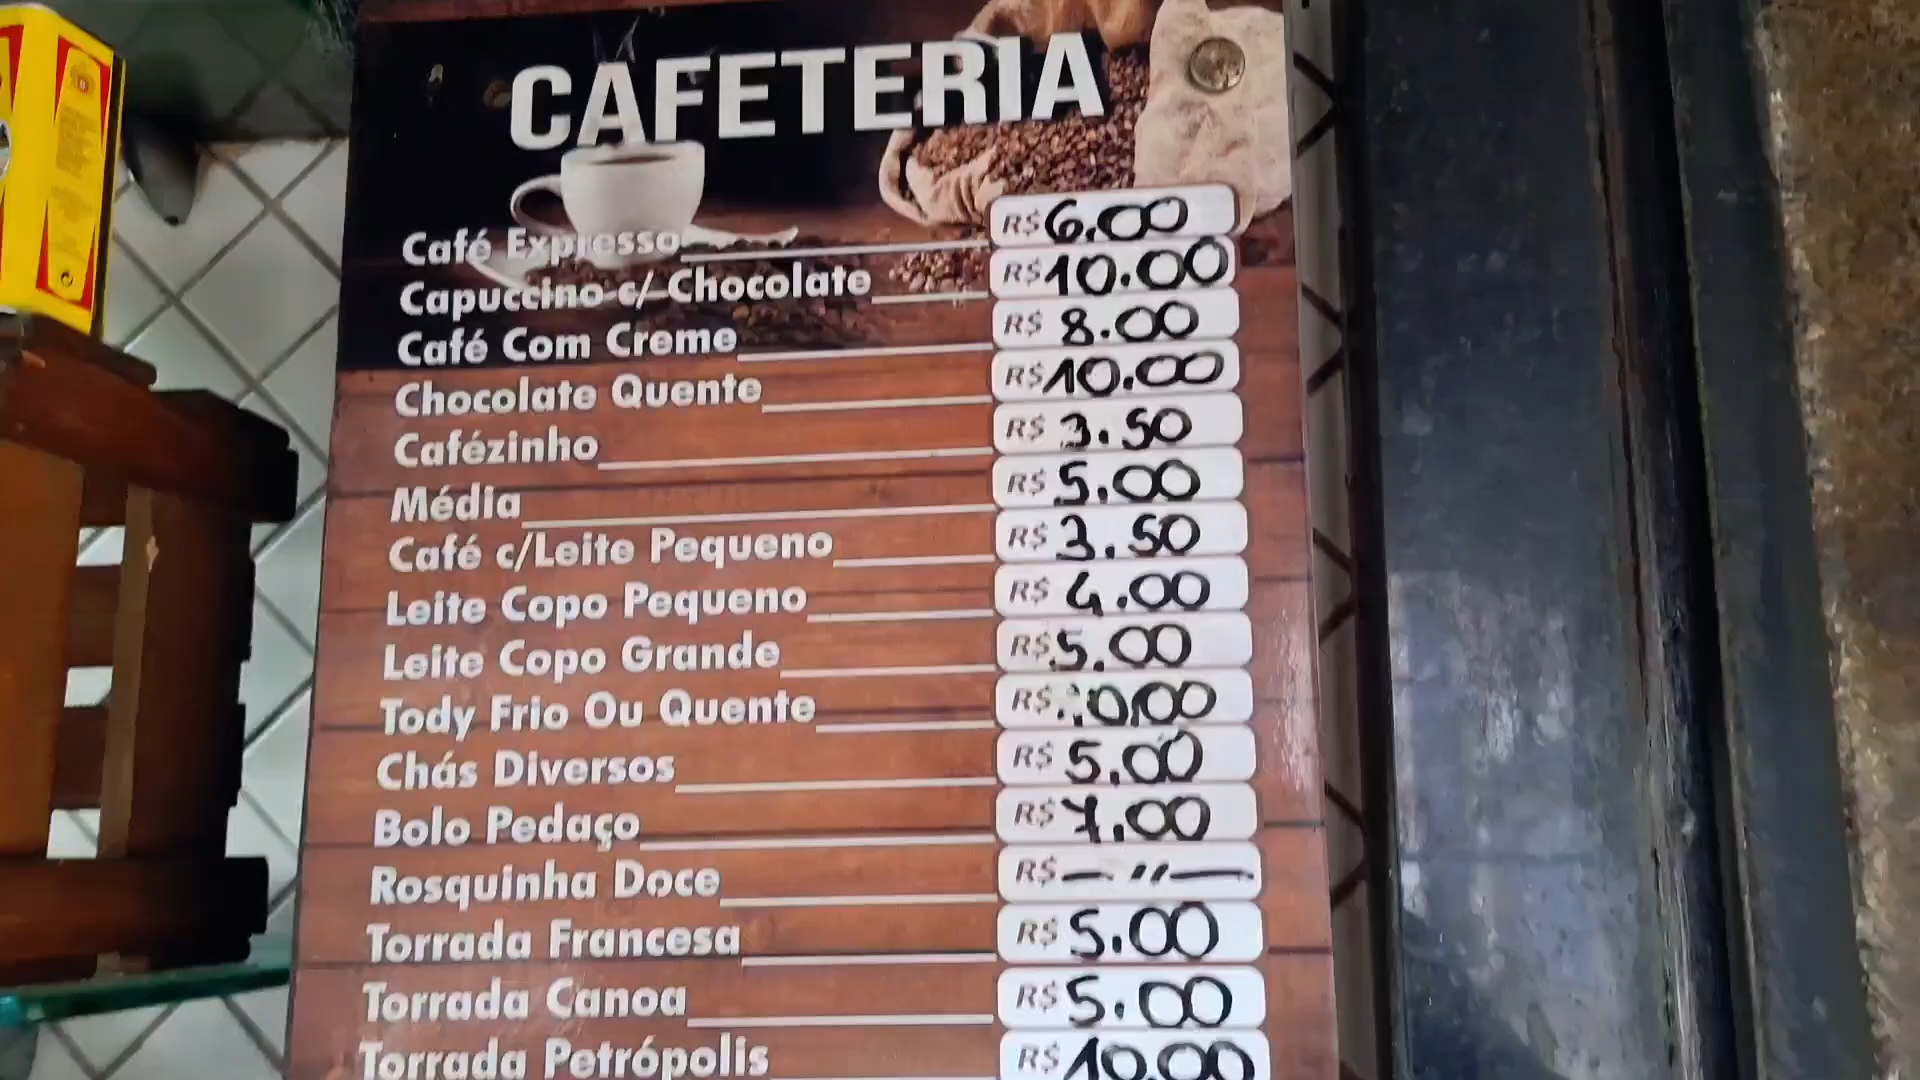 CAFETERIA
Café Expresso R$ 6.00
Capuccino c/ Chocolate R$ 10.00
Café Com Creme R$ 8.00
Chocolate Quente R$ 10.00
Cafézinho R$ 3.50
Média R$ 5.00
Café c/Leite Pequeno R$ 3.50
Leite Copo Pequeno R$ 4.00
Leite Copo Grande R$ 5.00
Tody Frio Ou Quente R$
Chás Diversos R$ 5.00
Bolo Pedaço R$ 7.00
Rosquinha Doce R$ — " —
Torrada Francesa R$ 5.00
Torrada Canoa R$ 5.00
Torrada Petrópolis R$ 10.00